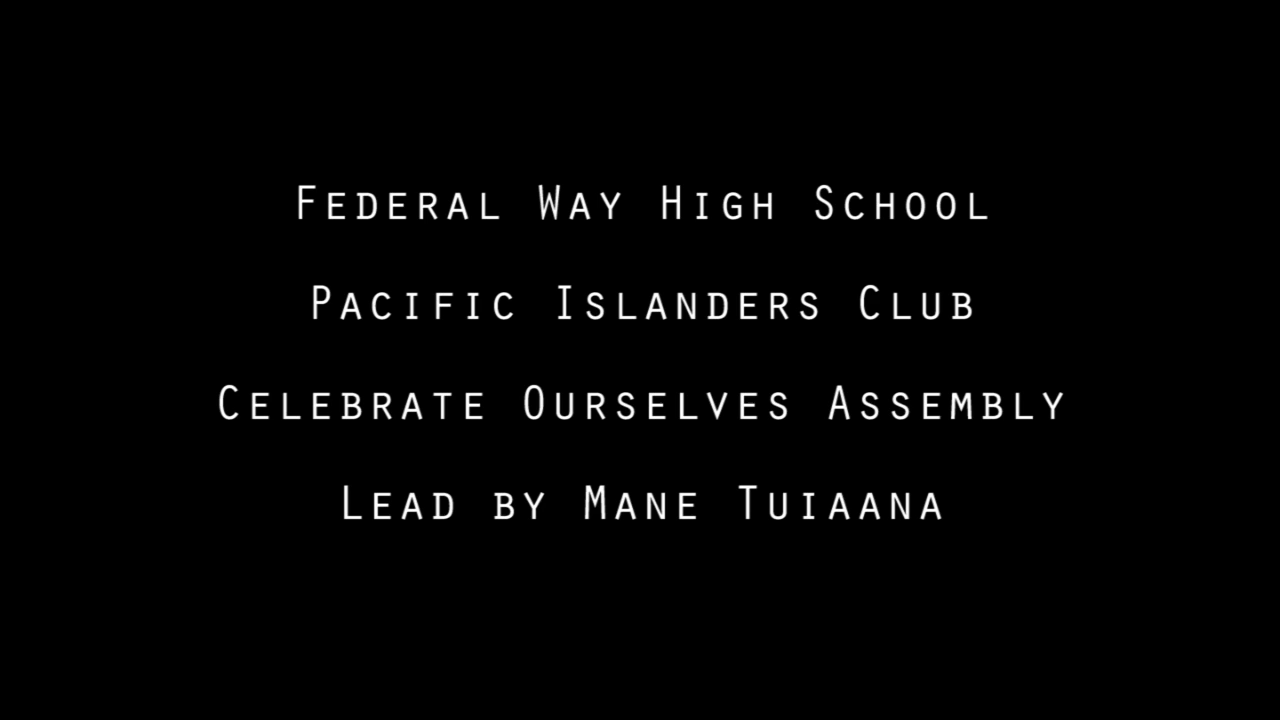 Federal Way High School
Pacific Islanders Club
Celebrate Ourselves Assembly
Lead by Mane Tuiaana